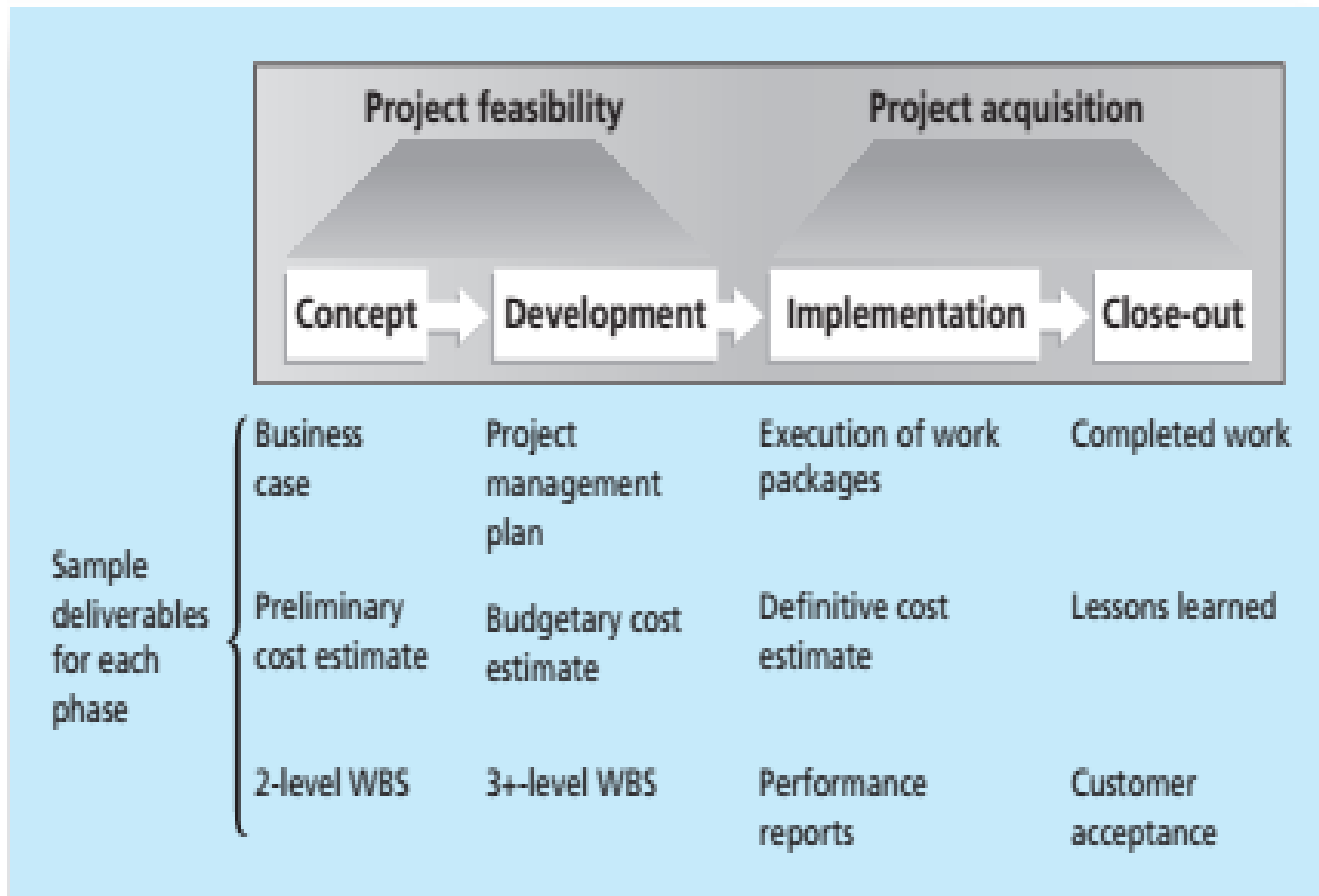 Project feasibility
Project acquisition
Concept
Development
Implementation
Close-out
Sample
deliverables
for each
phase
Business
case
Project
management
plan
Execution of work
packages
Completed work
Preliminary
cost estimate
Budgetary cost
estimate
Definitive cost
estimate
Lessons learned
2-level WBS
3+-level WBS
Performance
reports
Customer
acceptance